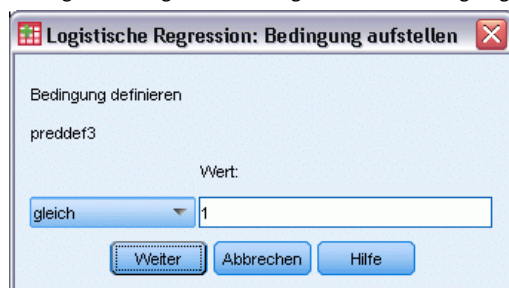 Logistische Regression: Bedingung aufstellen
Bedingung definieren
preddef3
Wert:
gleich 1
Weiter Abbrechen Hilfe